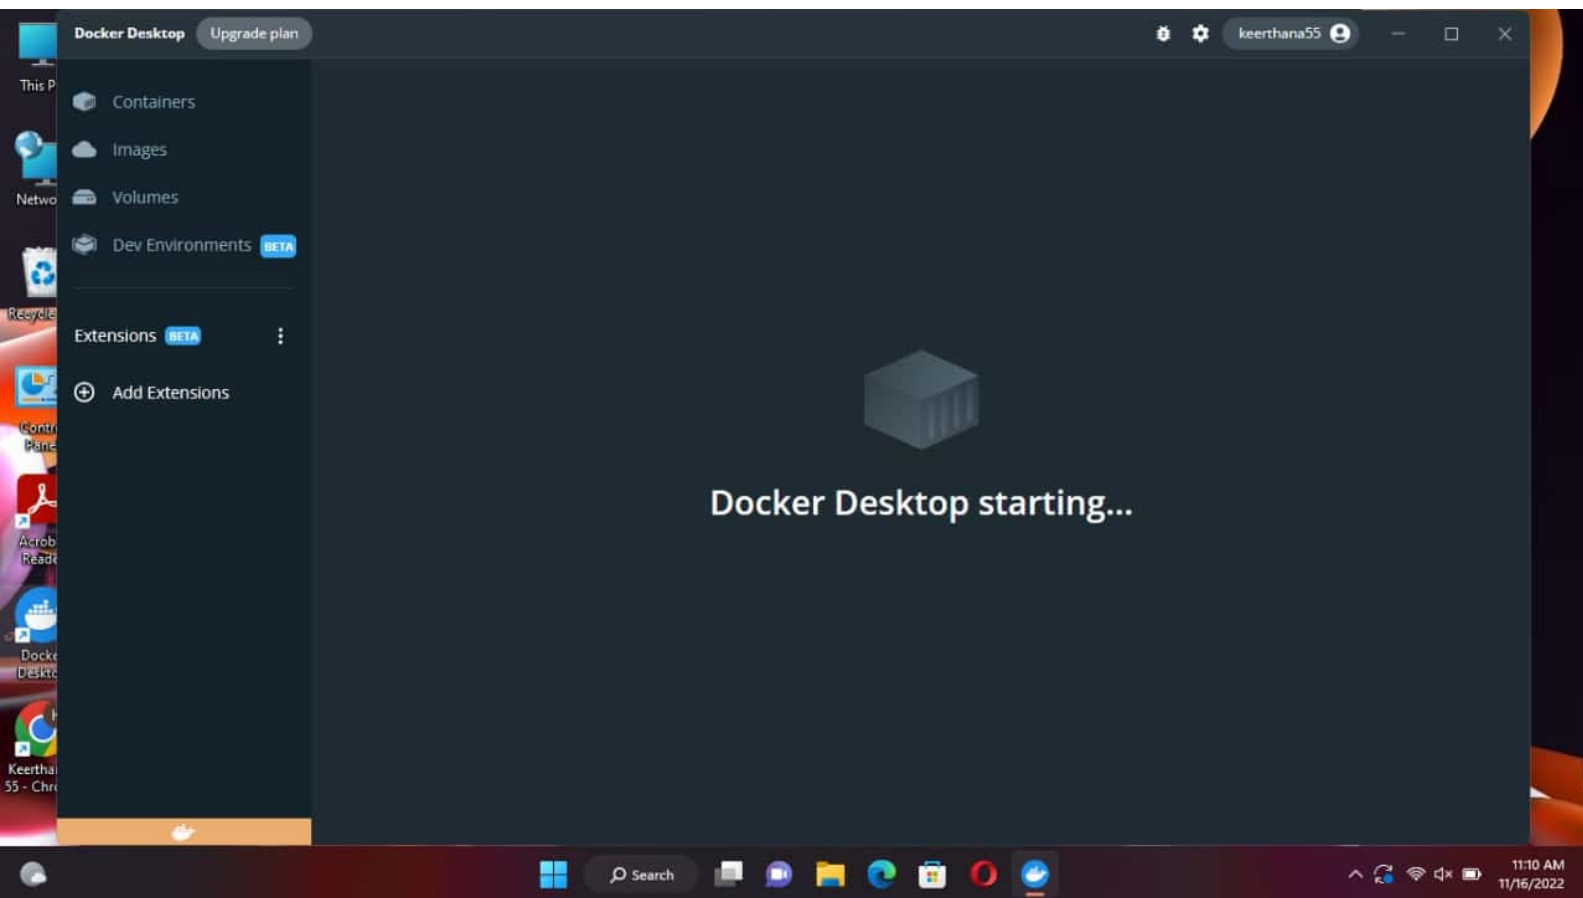 Docker Desktop Upgrade plan keerthana55
Containers
Images
Volumes
Dev Environments BETA
Extensions BETA
Add Extensions
Docker Desktop starting...
This P
Netwo
Recycle
Contr
Pane
Acrob
Reade
Docke
Deskto
Keertha
55 - Chr
Search
11:10 AM
11/16/2022